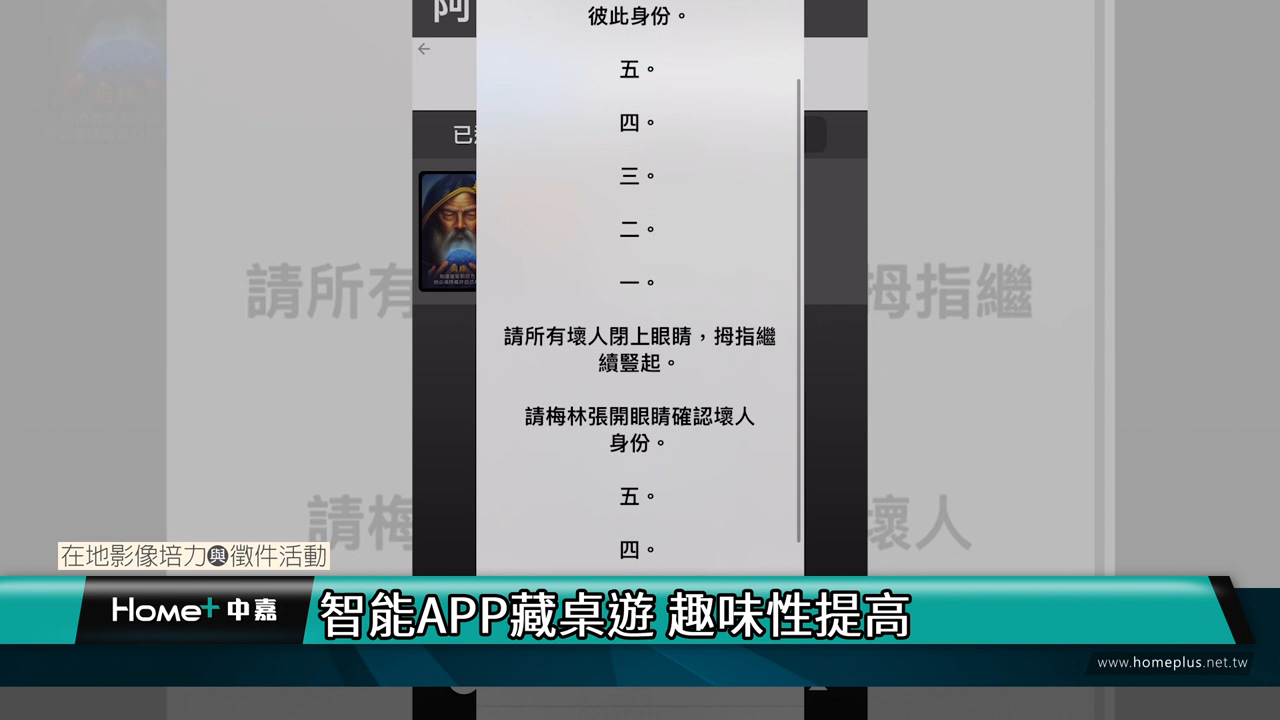 阿
彼此身份。
五。
四。
已
三。
二。
一。
請所有壞人閉上眼睛，拇指繼
續豎起。
請梅林張開眼睛確認壞人
身份。
五。
四。
請所有
拇指繼
請梅
壞人
在地影像培力與徵件活動
Home+中嘉
智能APP藏桌遊 趣味性提高
www.homeplus.net.tw